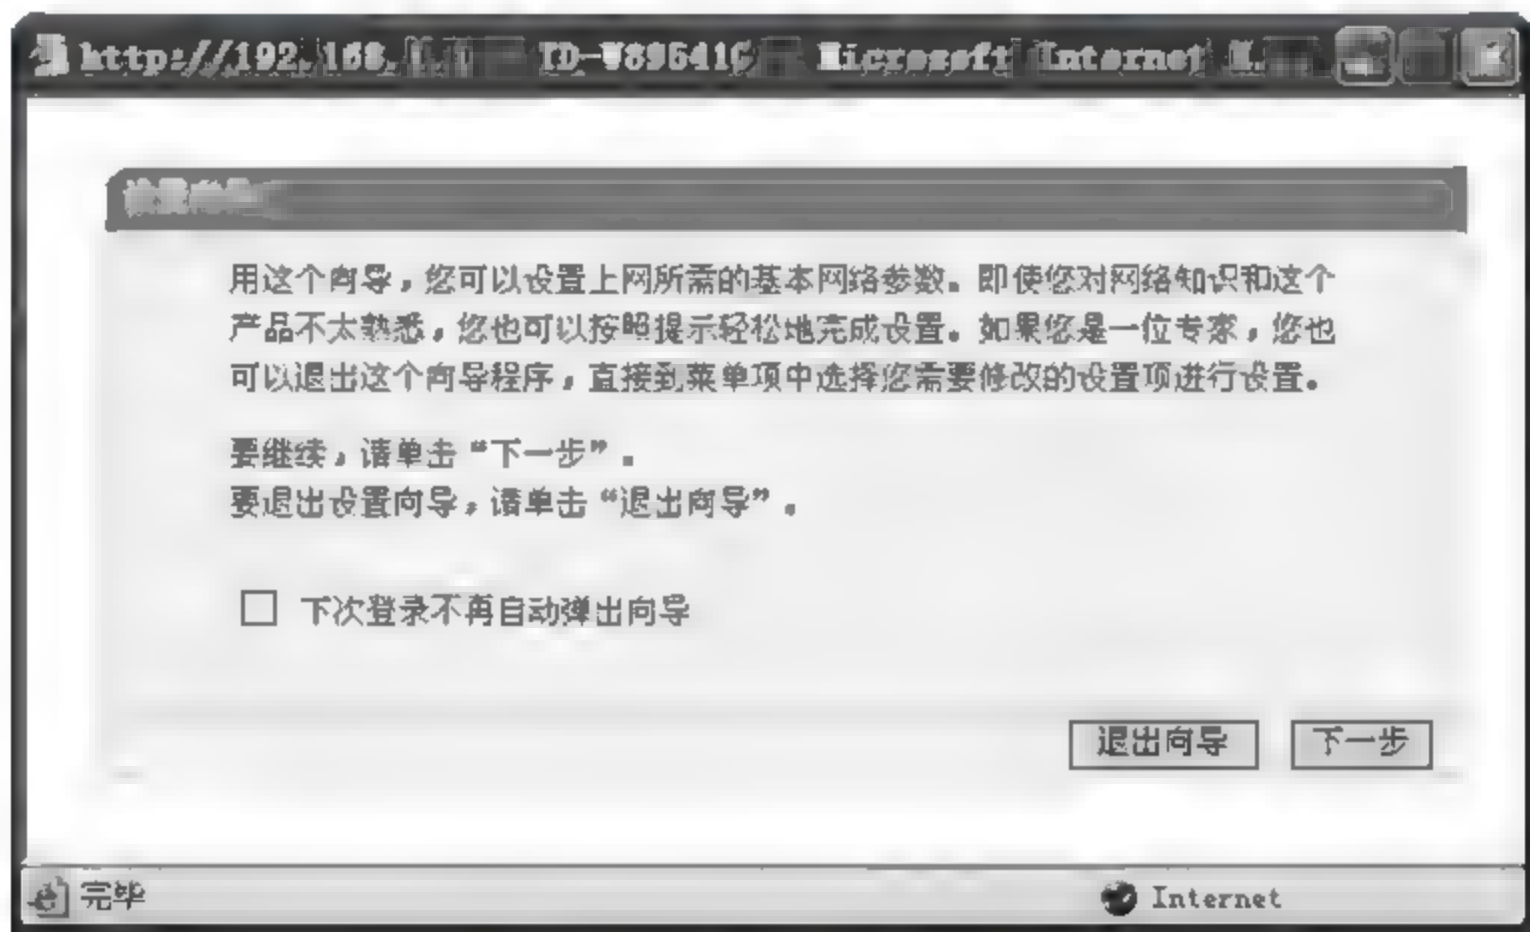 http://192.168.1.1 Microsoft Internet
设置向导
用这个向导，您可以设置上网所需的基本网络参数。即使您对网络知识和这个
产品不太熟悉，您也可以按照提示轻松地完成设置。如果您是一位专家，您也
可以退出这个向导程序，直接到菜单项中选择您需要修改的设置项进行设置。
要继续，请单击“下一步”。
要退出设置向导，请单击“退出向导”。
下次登录不再自动弹出向导
退出向导 下一步
完毕 Internet